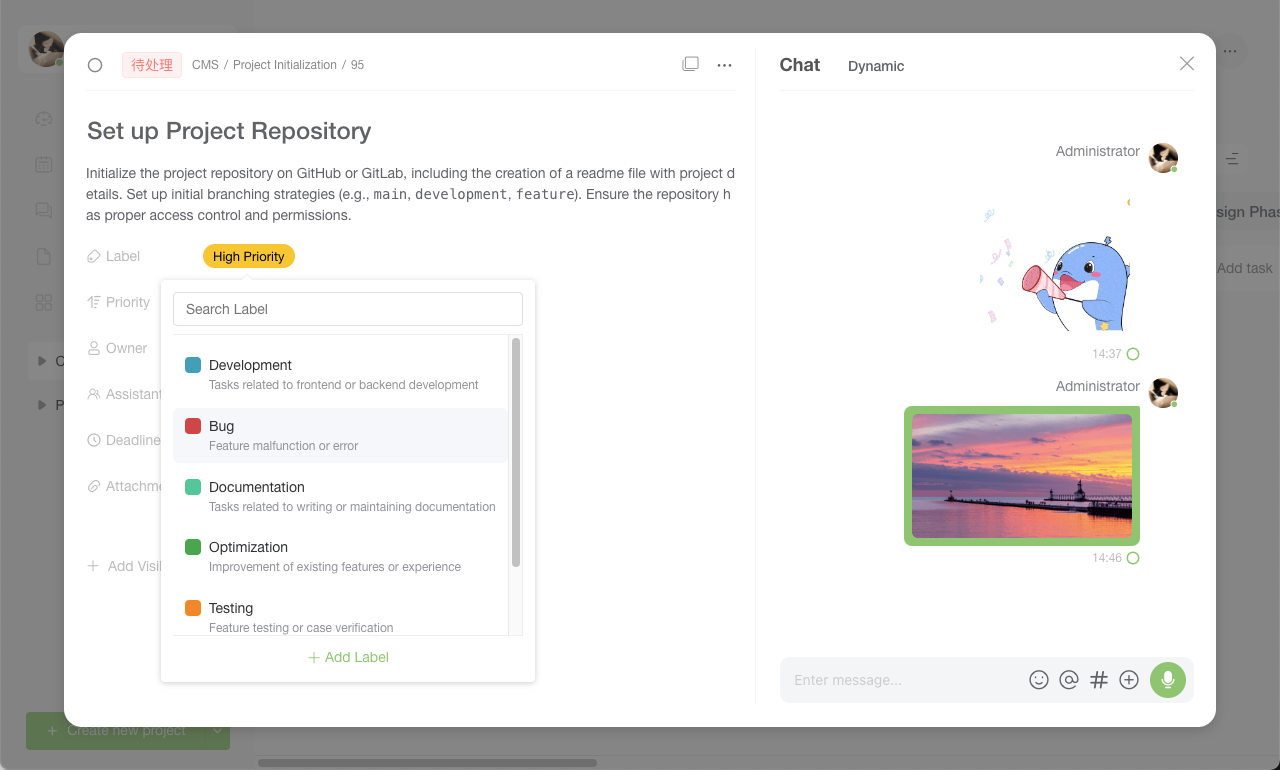 待处理 CMS / Project Initialization / 95
Set up Project Repository
Initialize the project repository on GitHub or GitLab, including the creation of a readme file with project d
etails. Set up initial branching strategies (e.g., main, development, feature). Ensure the repository h
as proper access control and permissions.
Label High Priority
Priority
Owner
Assistant
Deadline
Attachme
Add Visi
Search Label
Development
Tasks related to frontend or backend development
Bug
Feature malfunction or error
Documentation
Tasks related to writing or maintaining documentation
Optimization
Improvement of existing features or experience
Testing
Feature testing or case verification
Add Label
Chat Dynamic
Administrator
14:37
Administrator
14:46
Enter message...
sign Phas
Add task
C
P
Create new project